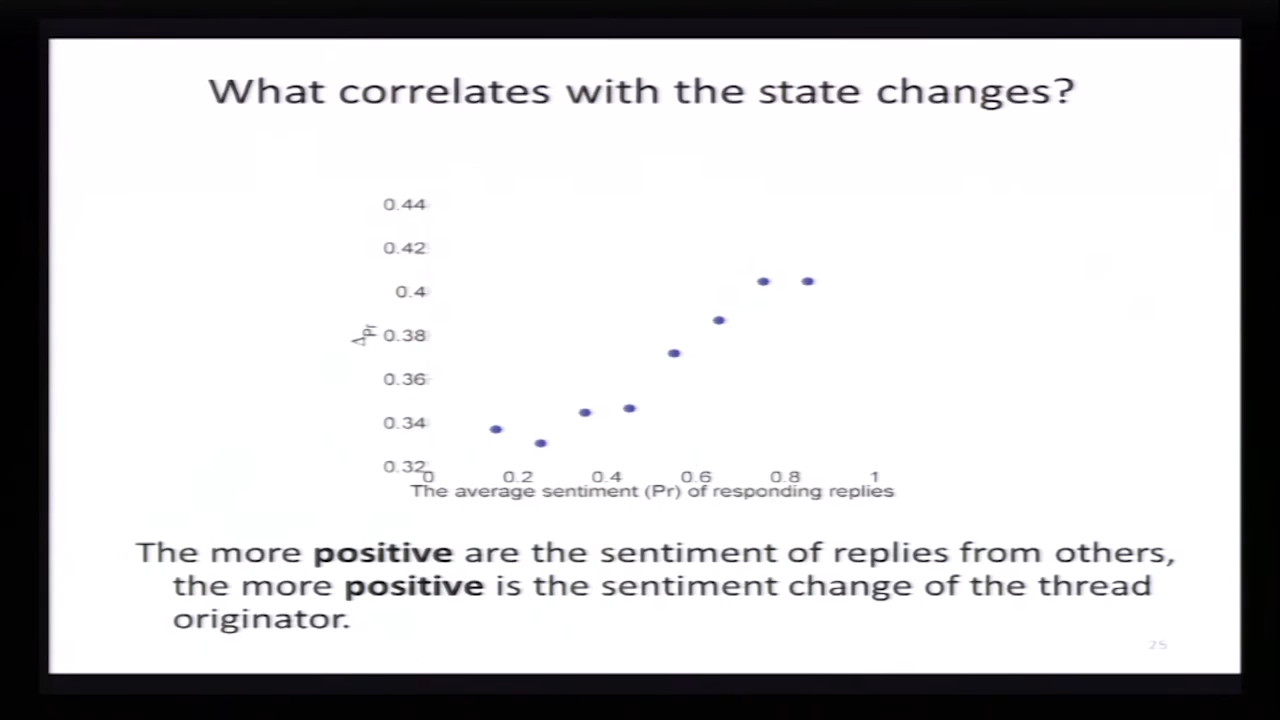 What correlates with the state changes?
0.44
0.42
0.4
0.38
0.36
0.34
0.32
ΔPr
0 0.2 0.4 0.6 0.8 1
The average sentiment (Pr) of responding replies
The more positive are the sentiment of replies from others,
the more positive is the sentiment change of the thread
originator.
25